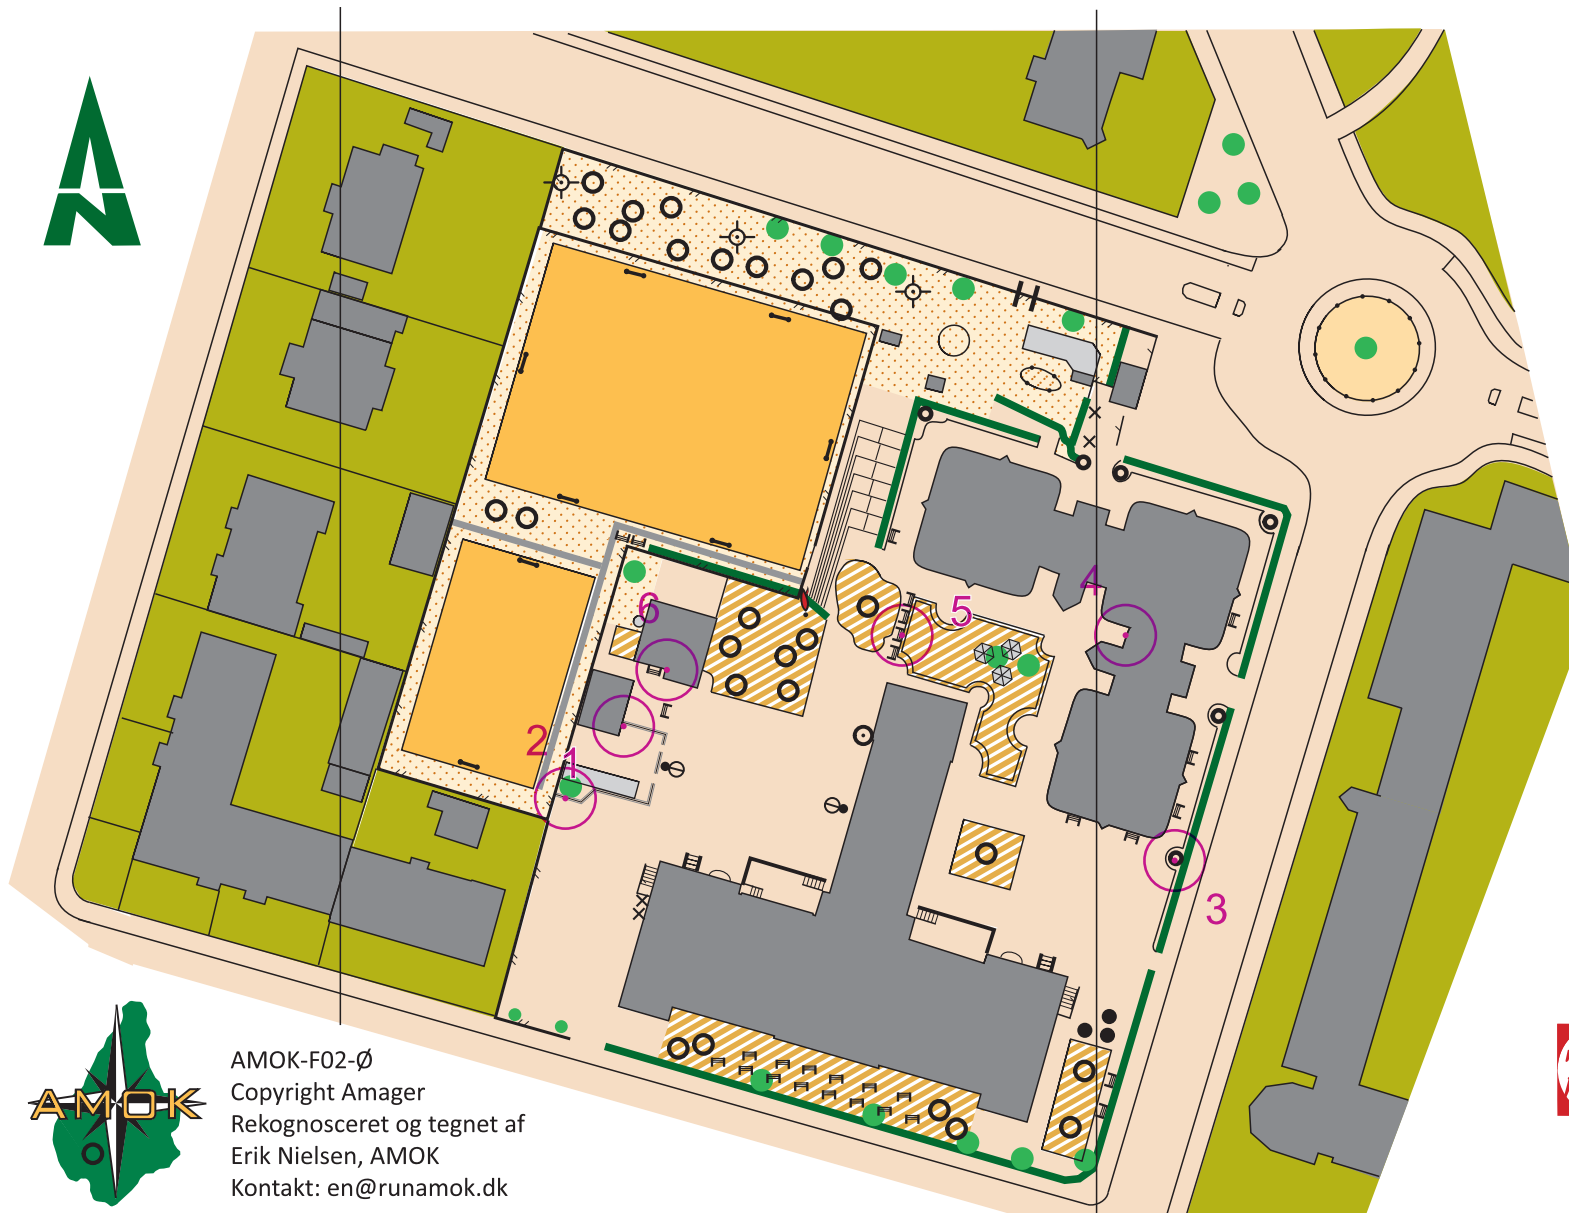 6
5
4
2
1
3
AMOK
AMOK-F02-Ø
Copyright Amager
Rekognosceret og tegnet af
Erik Nielsen, AMOK
Kontakt: en@runamok.dk